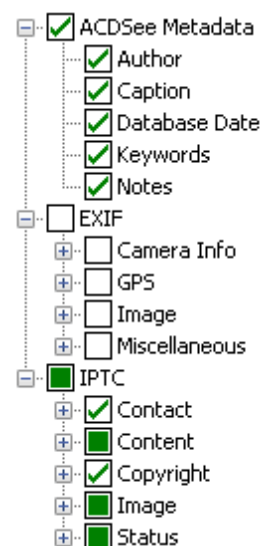 ACDSee Metadata
Author
Caption
Database Date
Keywords
Notes
EXIF
Camera Info
GPS
Image
Miscellaneous
IPTC
Contact
Content
Copyright
Image
Status